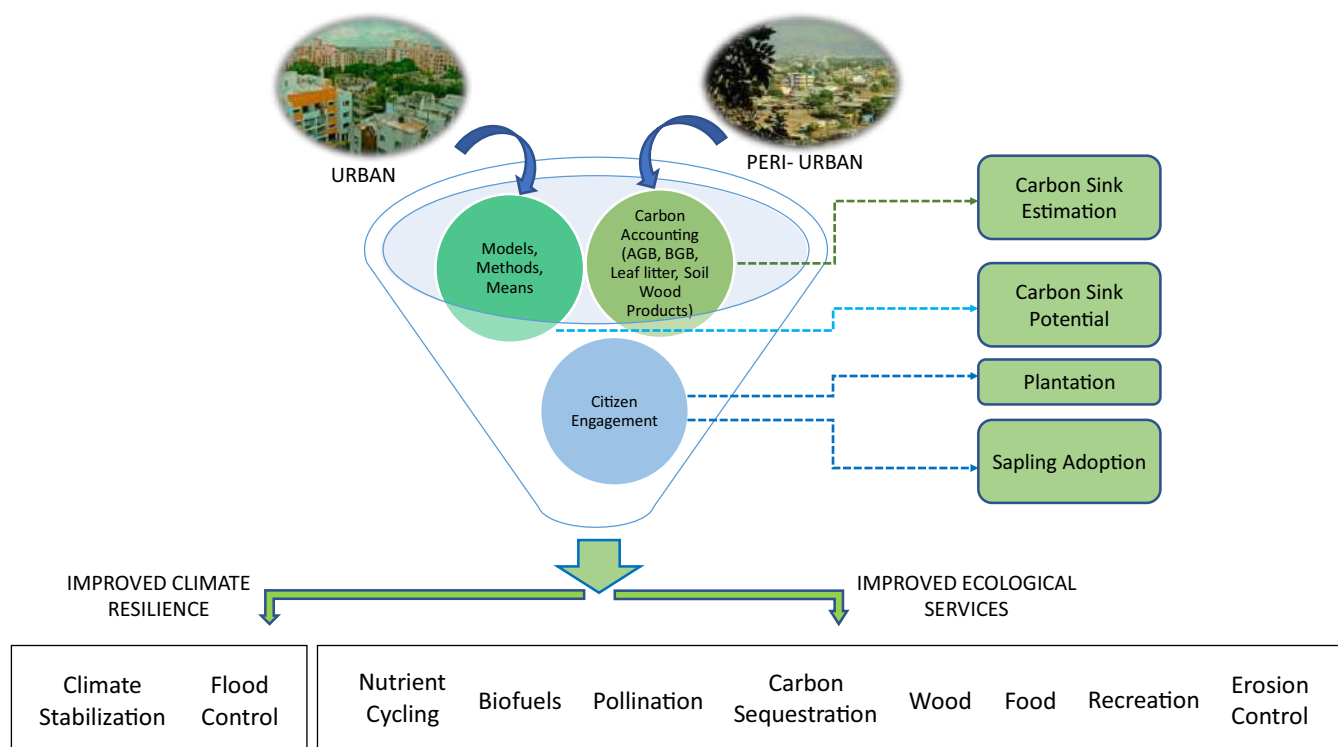 URBAN
PERI- URBAN
Models,
Methods,
Means
Carbon
Accounting
(AGB, BGB,
Leaf litter, Soil
Wood
Products)
Citizen
Engagement
Carbon Sink
Estimation
Carbon Sink
Potential
Plantation
Sapling Adoption
IMPROVED CLIMATE
RESILIENCE
IMPROVED ECOLOGICAL
SERVICES
Climate
Stabilization
Flood
Control
Nutrient
Cycling
Biofuels
Pollination
Carbon
Sequestration
Wood
Food
Recreation
Erosion
Control